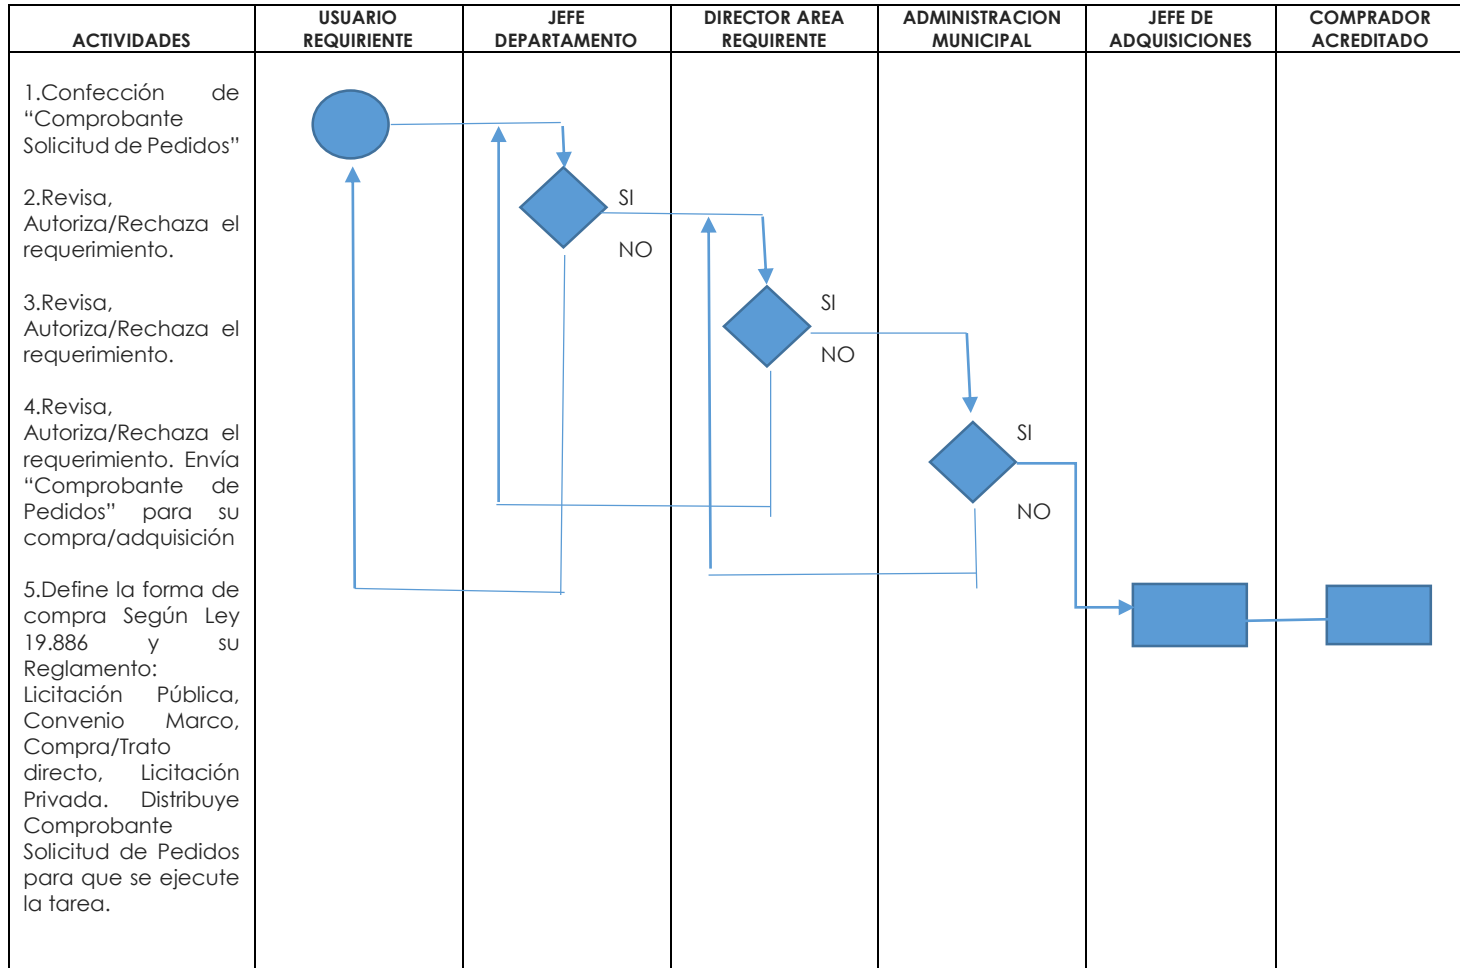 ACTIVIDADES
USUARIO
REQUIRIENTE
JEFE
DEPARTAMENTO
DIRECTOR AREA
REQUIRENTE
ADMINISTRACION
MUNICIPAL
JEFE DE
ADQUISICIONES
COMPRADOR
ACREDITADO
1.Confección de
“Comprobante
Solicitud de Pedidos”
2.Revisa,
Autoriza/Rechaza el
requerimiento.
3.Revisa,
Autoriza/Rechaza el
requerimiento.
4.Revisa,
Autoriza/Rechaza el
requerimiento. Envía
“Comprobante de
Pedidos” para su
compra/adquisición
5.Define la forma de
compra Según Ley
19.886 y su
Reglamento:
Licitación Pública,
Convenio Marco,
Compra/Trato
directo, Licitación
Privada. Distribuye
Comprobante
Solicitud de Pedidos
para que se ejecute
la tarea.
SI
NO
SI
NO
SI
NO